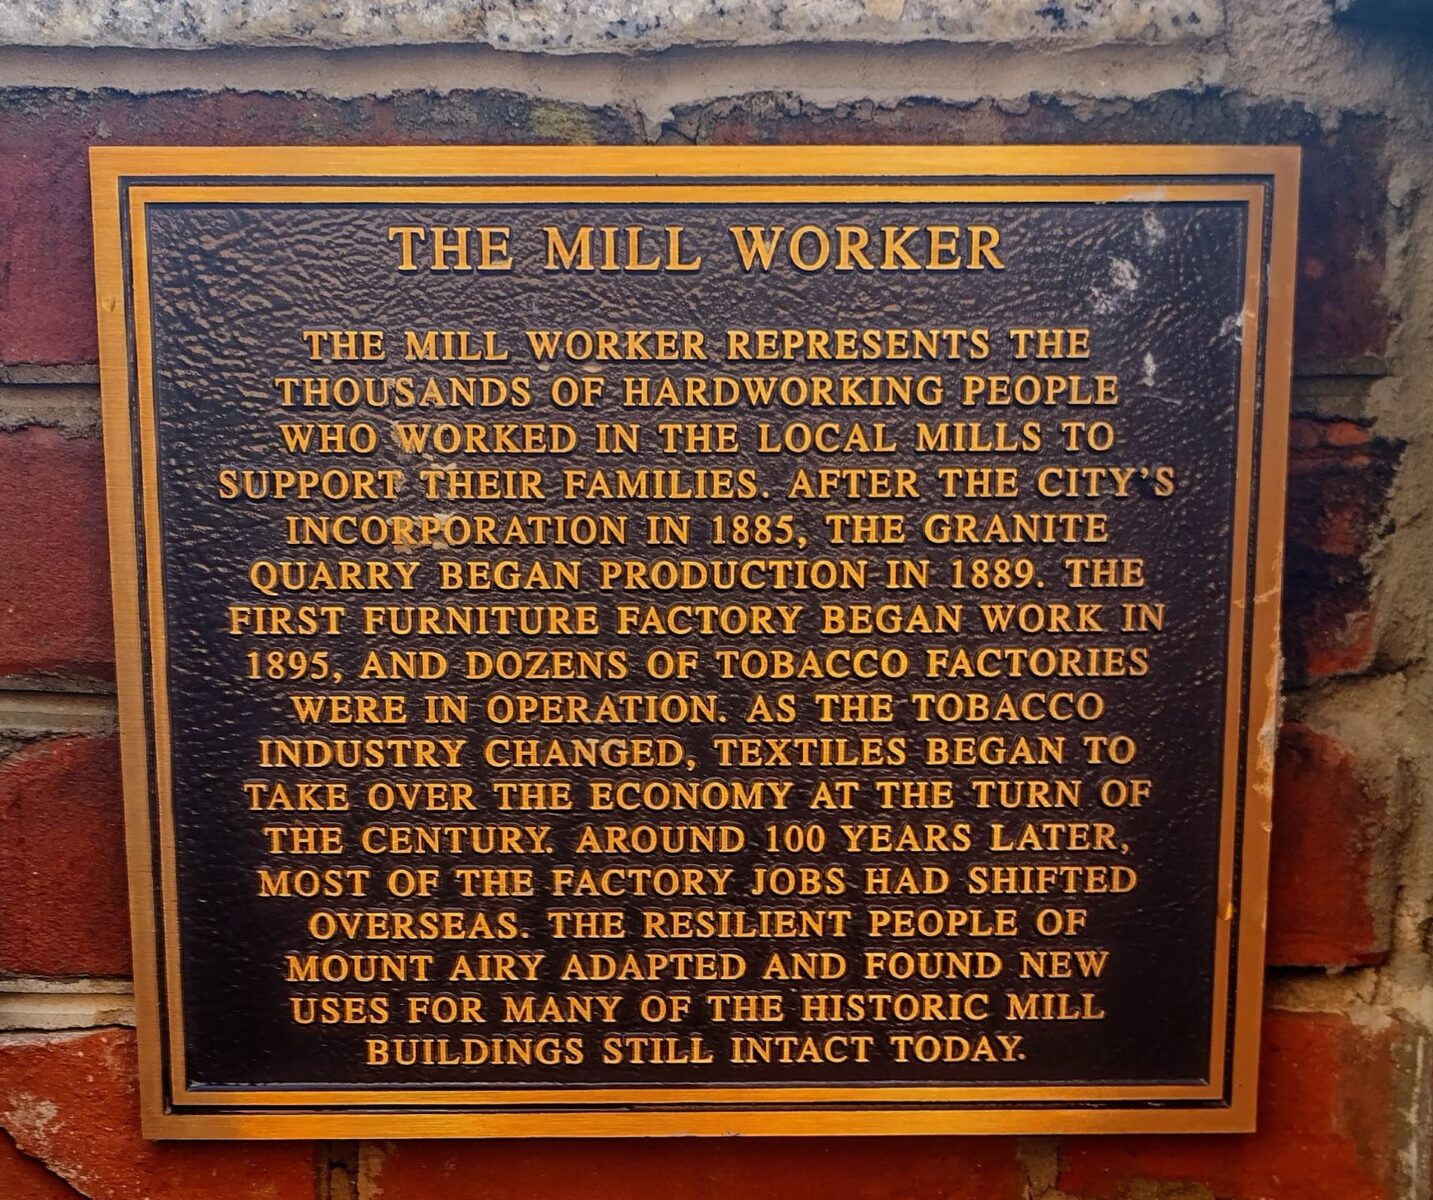 THE MILL WORKER
THE MILL WORKER REPRESENTS THE
THOUSANDS OF HARDWORKING PEOPLE
WHO WORKED IN THE LOCAL MILLS TO
SUPPORT THEIR FAMILIES. AFTER THE CITY'S
INCORPORATION IN 1885, THE GRANITE
QUARRY BEGAN PRODUCTION IN 1889. THE
FIRST FURNITURE FACTORY BEGAN WORK IN
1895, AND DOZENS OF TOBACCO FACTORIES
WERE IN OPERATION. AS THE TOBACCO
INDUSTRY CHANGED, TEXTILES BEGAN TO
TAKE OVER THE ECONOMY AT THE TURN OF
THE CENTURY. AROUND 100 YEARS LATER,
MOST OF THE FACTORY JOBS HAD SHIFTED
OVERSEAS. THE RESILIENT PEOPLE OF
MOUNT AIRY ADAPTED AND FOUND NEW
USES FOR MANY OF THE HISTORIC MILL
BUILDINGS STILL INTACT TODAY.